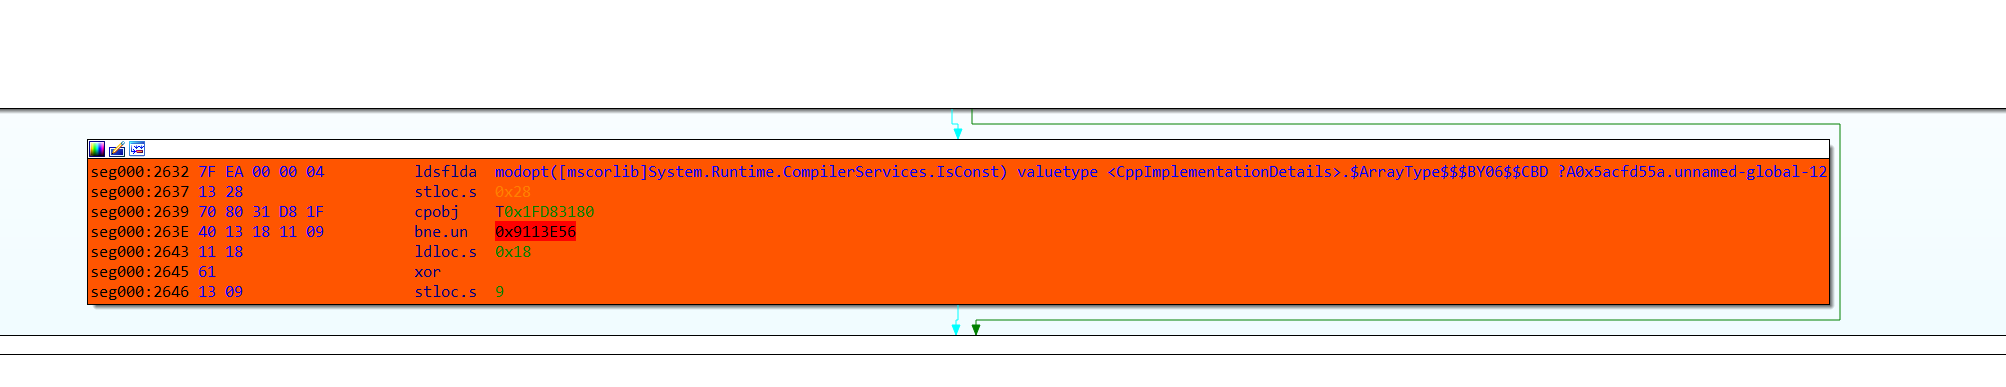 seg000:2632 7F EA 00 00 04 ldsflda modopt([mscorlib]System.Runtime.CompilerServices.IsConst) valuetype <CppImplementationDetails>.$ArrayType$$$BY06$$CBD ?A0x5acfd55a.unnamed-global-12
seg000:2637 13 28 stloc.s 0x28
seg000:2639 70 80 31 D8 1F cpobj T0x1FD83180
seg000:263E 40 13 18 11 09 bne.un 0x9113E56
seg000:2643 11 18 ldloc.s 0x18
seg000:2645 61 xor
seg000:2646 13 09 stloc.s 9